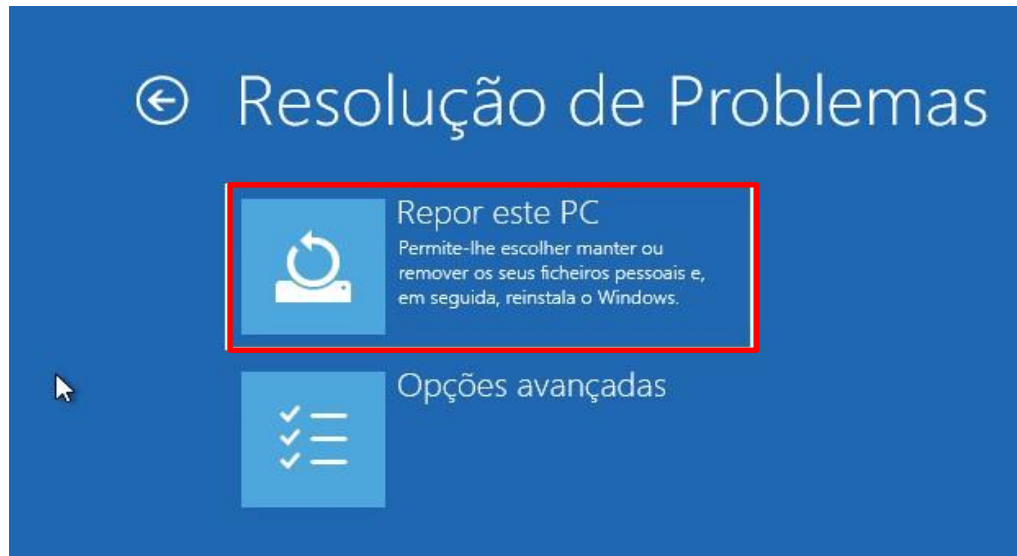 Resolução de Problemas
Repor este PC
Permite-lhe escolher manter ou
remover os seus ficheiros pessoais e,
em seguida, reinstala o Windows.
Opções avançadas